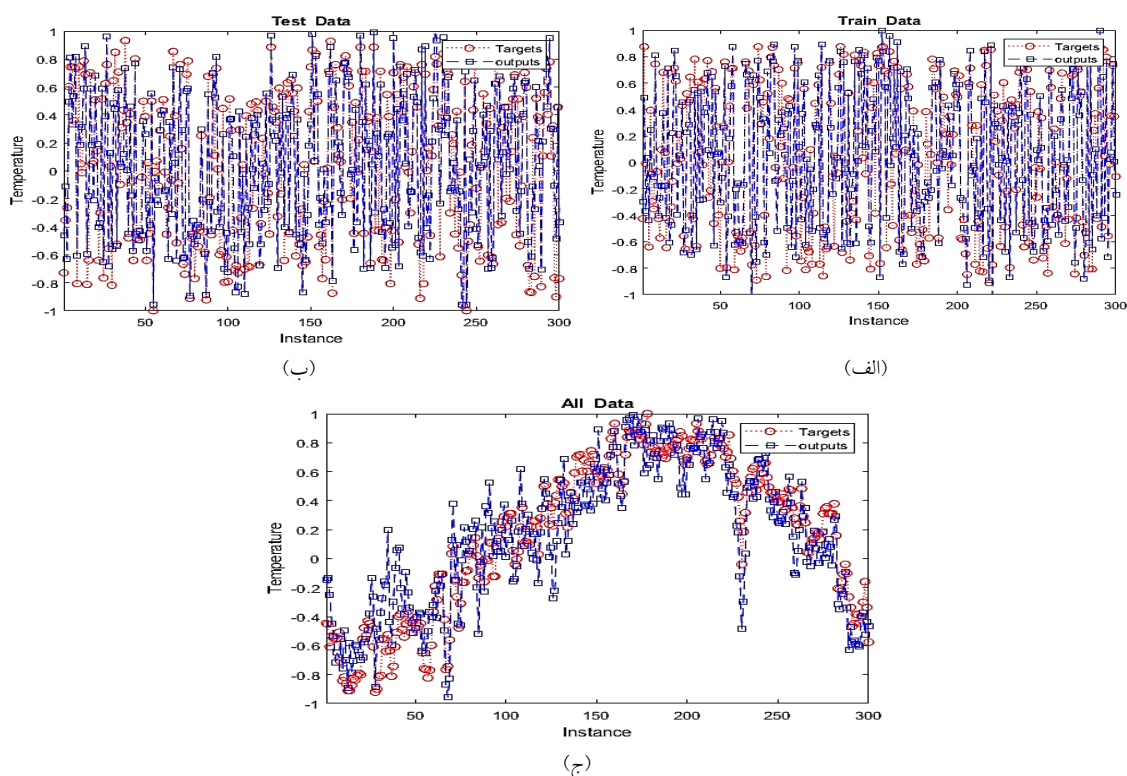 Test Data
Temperature
1
0.8
0.6
0.4
0.2
0
-0.2
-0.4
-0.6
-0.8
-1
Targets
outputs
50 100 150 200 250 300
Instance
(ب)
Train Data
Temperature
1
0.8
0.6
0.4
0.2
0
-0.2
-0.4
-0.6
-0.8
-1
Targets
outputs
50 100 150 200 250 300
Instance
(الف)
All Data
Temperature
1
0.8
0.6
0.4
0.2
0
-0.2
-0.4
-0.6
-0.8
-1
Targets
outputs
50 100 150 200 250 300
Instance
(ج)